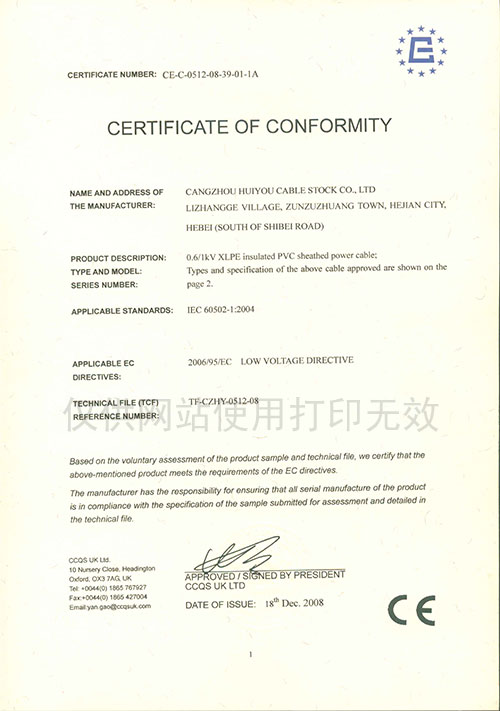 CERTIFICATE NUMBER: CE-C-0512-08-39-01-1A
CERTIFICATE OF CONFORMITY
NAME AND ADDRESS OF THE MANUFACTURER:
CANGZHOU HUIYOU CABLE STOCK CO., LTD
LIZHANGGE VILLAGE, ZUNZUZHUANG TOWN, HEJIAN CITY,
HEBEI (SOUTH OF SHIBEI ROAD)
PRODUCT DESCRIPTION: 0.6/1kV XLPE insulated PVC sheathed power cable;
TYPE AND MODEL: Types and specification of the above cable approved are shown on the
SERIES NUMBER: page 2.
APPLICABLE STANDARDS: IEC 60502-1:2004
APPLICABLE EC 2006/95/EC LOW VOLTAGE DIRECTIVE
DIRECTIVES:
TECHNICAL FILE (TCF) TF-CZHY-0512-08
REFERENCE NUMBER:
仅供网站使用打印无效
Based on the voluntary assessment of the product sample and technical file, we certify that the
above-mentioned product meets the requirements of the EC directives.
The manufacturer has the responsibility for ensuring that all serial manufacture of the product
is in compliance with the specification of the sample submitted for assessment and detailed in
the technical file.
CCQS UK Ltd.
10 Nursery Close, Headington
Oxford, OX3 7AG, UK
Tel: +0044(0) 1865 767927
Fax:+0044(0) 1865 427004
Email:yan.gao@ccqsuk.com
APPROVED / SIGNED BY PRESIDENT
CCQS UK LTD
DATE OF ISSUE: 18th Dec. 2008
CE
1